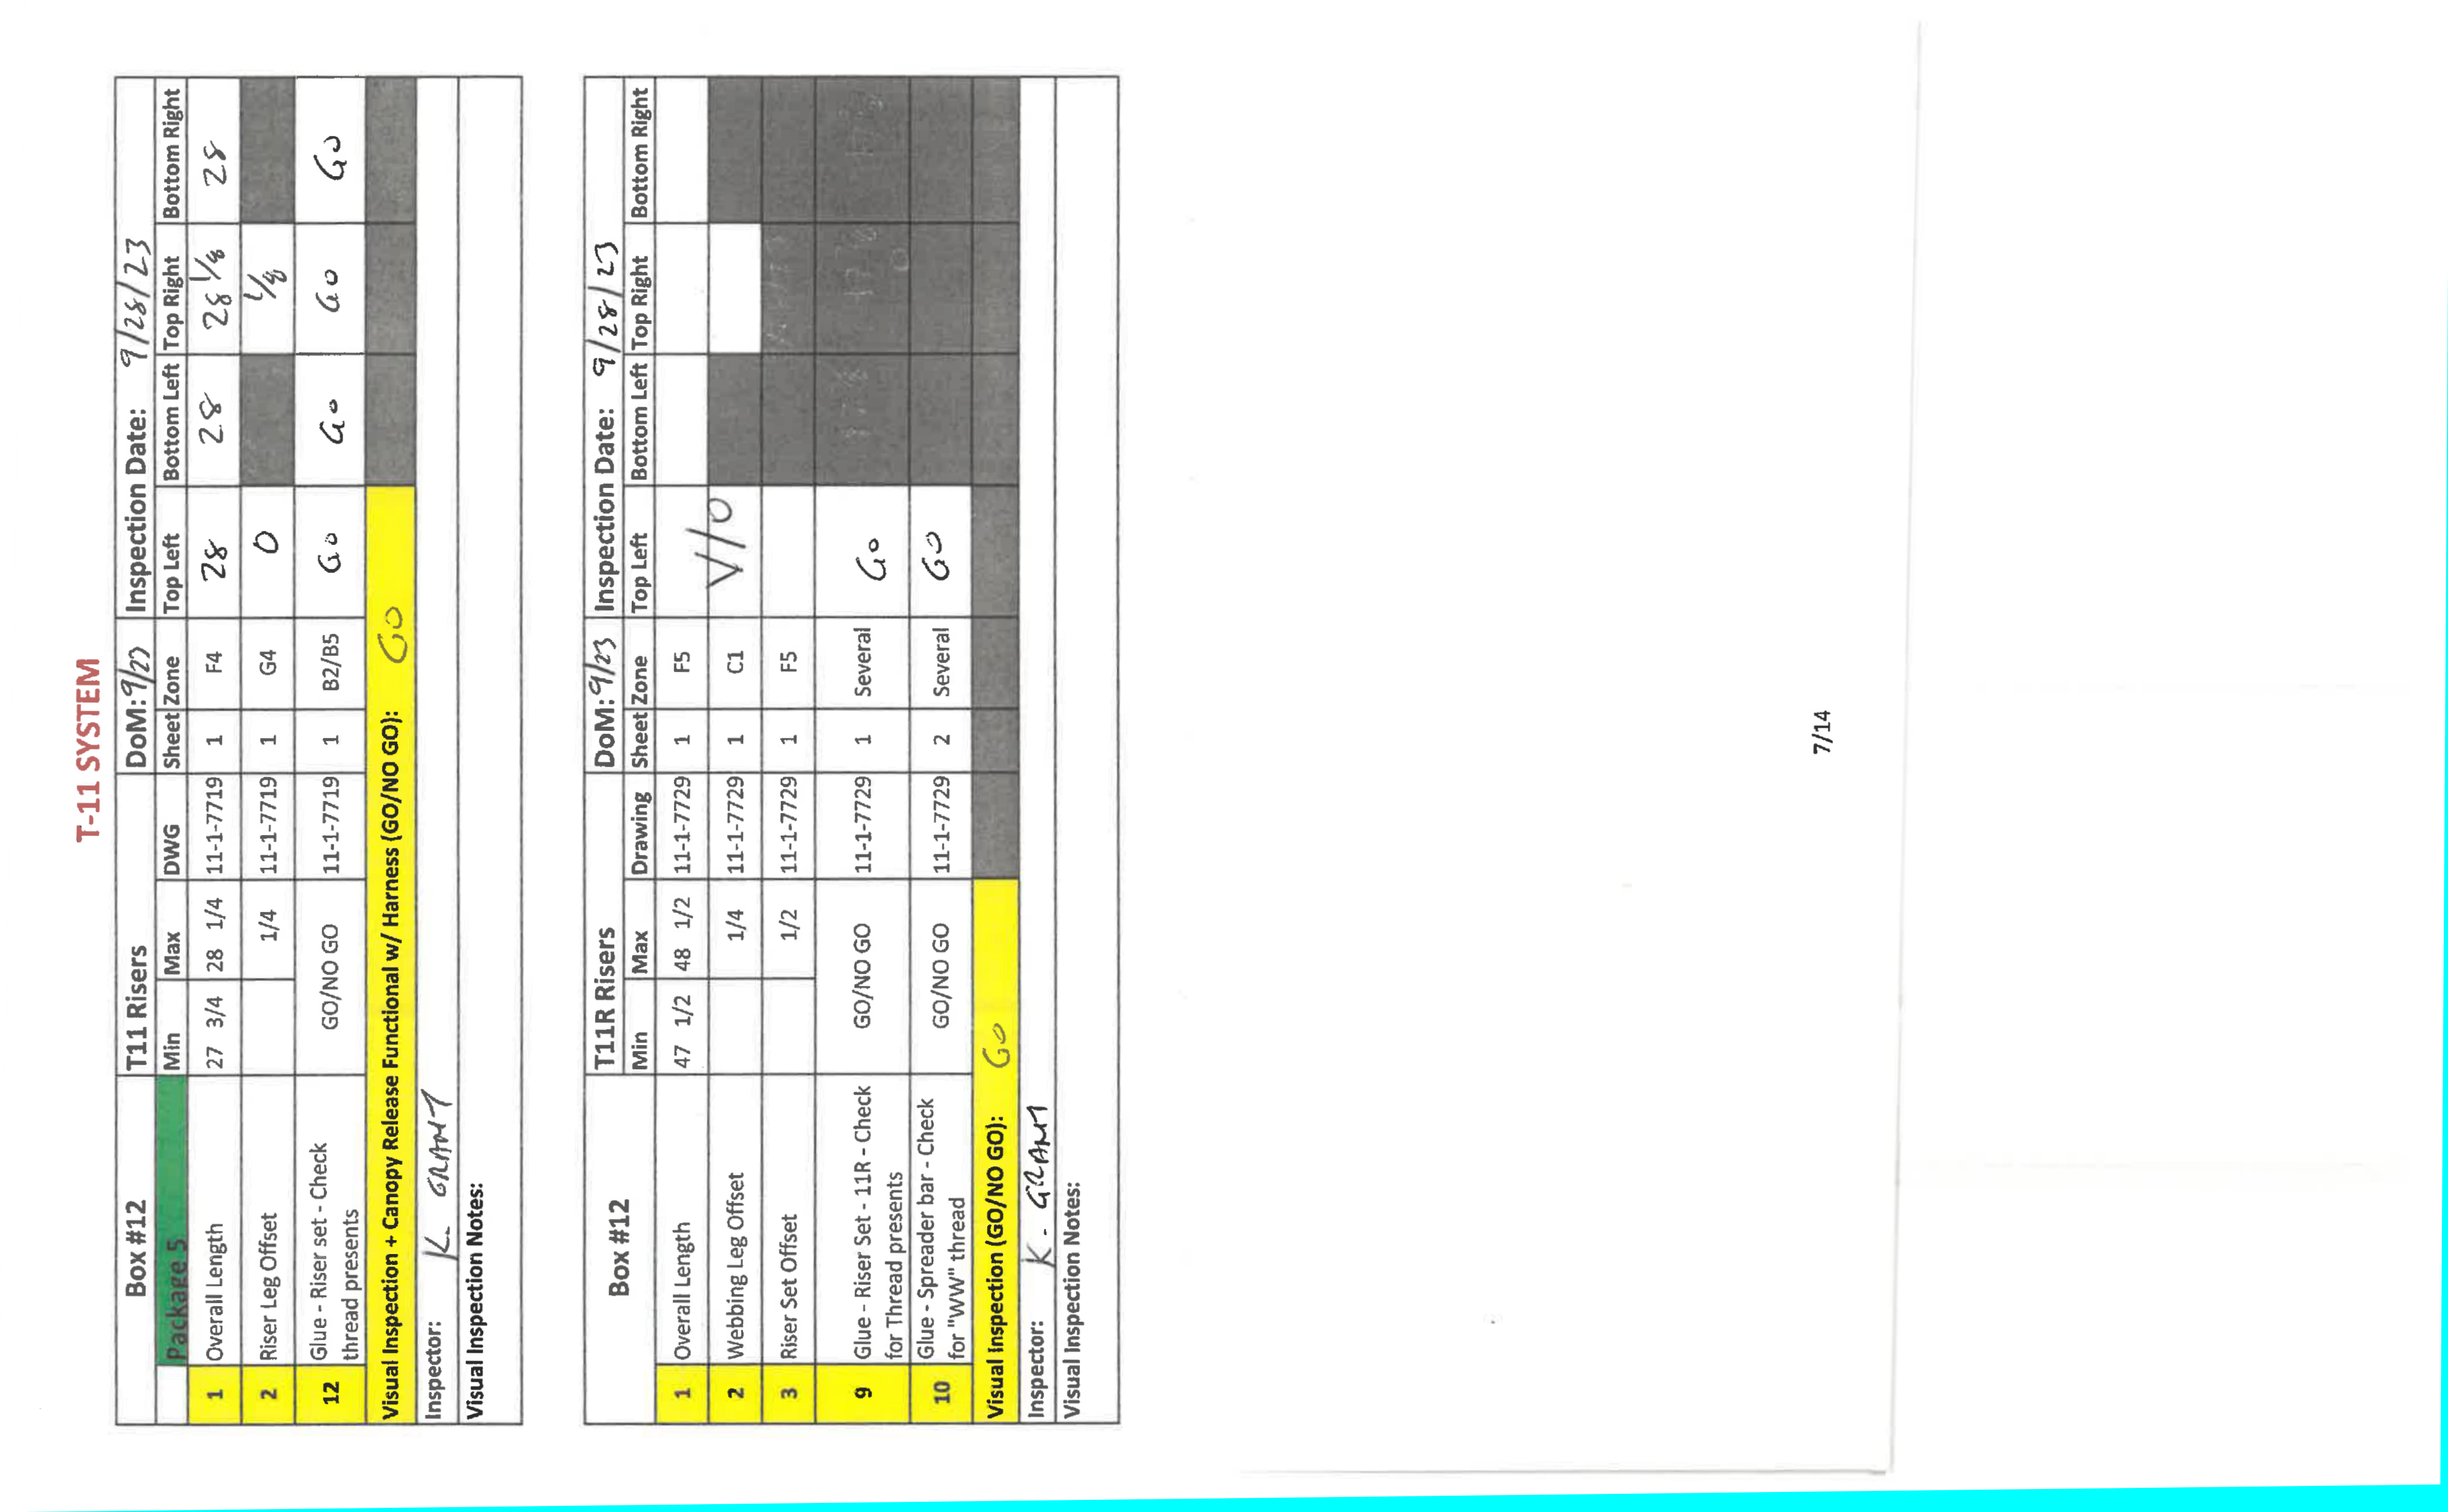 T-11 SYSTEM
Box #12 T11 Risers DoM: 9/23 Inspection Date: 9/28/23
Package 5 Min Max DWG Sheet Zone Top Left Bottom Left Top Right Bottom Right
1 Overall Length 27 3/4 28 1/4 11-1-7719 1 F4 28 28 28 1/8 28
2 Riser Leg Offset 1/4 11-1-7719 1 G4 0 1/8
12 Glue - Riser set - Check thread presents GO/NO GO 11-1-7719 1 B2/B5 Go Go Go Go
Visual Inspection + Canopy Release Functional w/ Harness (GO/NO GO): GO
Inspector: K. GRANT
Visual Inspection Notes:
Box #12 T11R Risers DoM: 9/23 Inspection Date: 9/28/23
Min Max Drawing Sheet Zone Top Left Bottom Left Top Right Bottom Right
1 Overall Length 47 1/2 48 1/2 11-1-7729 1 F5
2 Webbing Leg Offset 1/4 11-1-7729 1 C1 V/O
3 Riser Set Offset 1/2 11-1-7729 1 F5
9 Glue - Riser Set - 11R - Check for Thread presents GO/NO GO 11-1-7729 1 Several Go
10 Glue - Spreader bar - Check for "WW" thread GO/NO GO 11-1-7729 2 Several GO
Visual Inspection (GO/NO GO): GO
Inspector: K. GRANT
Visual Inspection Notes:
7/14